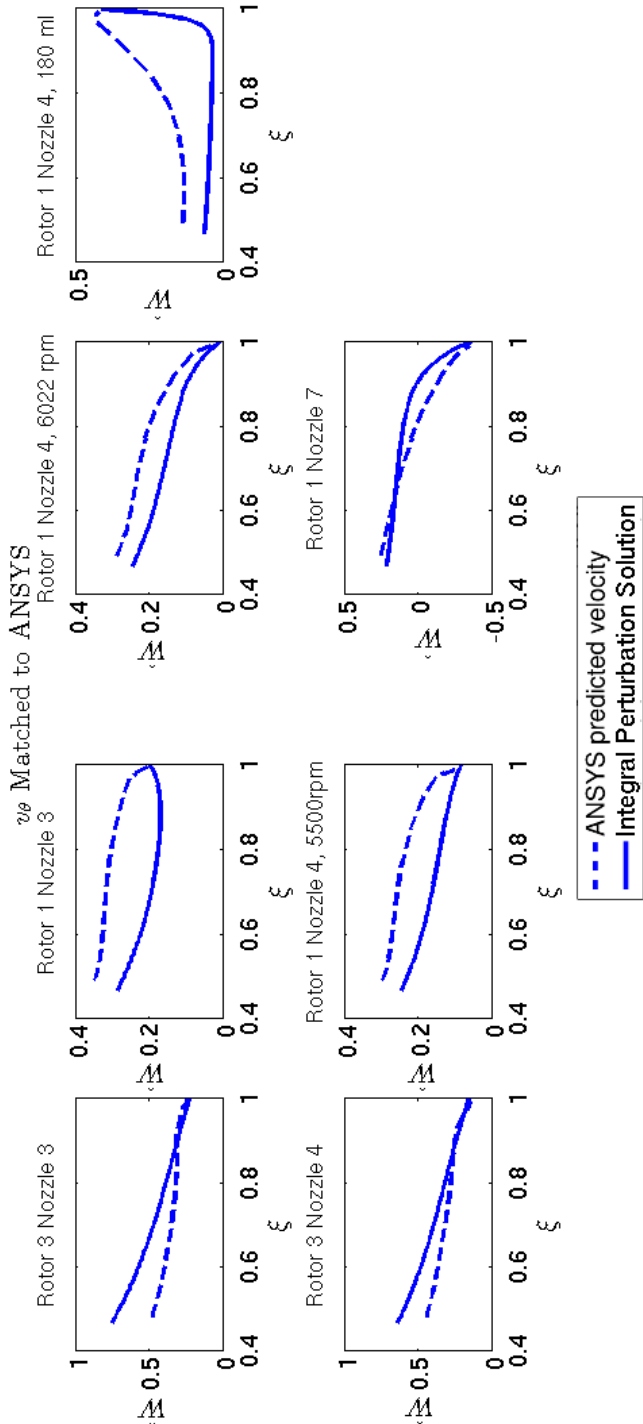 v_θ Matched to ANSYS
Rotor 3 Nozzle 3
Ŵ
1
0.5
0
0.4
0.6
0.8
1
ξ
Rotor 1 Nozzle 3
Ŵ
0.4
0.2
0
0.4
0.6
0.8
1
ξ
Rotor 1 Nozzle 4, 6022 rpm
Ŵ
0.4
0.2
0
0.4
0.6
0.8
1
ξ
Rotor 1 Nozzle 4, 180 ml
Ŵ
0.5
0
0.4
0.6
0.8
1
ξ
Rotor 3 Nozzle 4
Ŵ
1
0.5
0
0.4
0.6
0.8
1
ξ
Rotor 1 Nozzle 4, 5500rpm
Ŵ
0.4
0.2
0
0.4
0.6
0.8
1
ξ
Rotor 1 Nozzle 7
Ŵ
0.5
0
-0.5
0.4
0.6
0.8
1
ξ
ANSYS predicted velocity
Integral Perturbation Solution